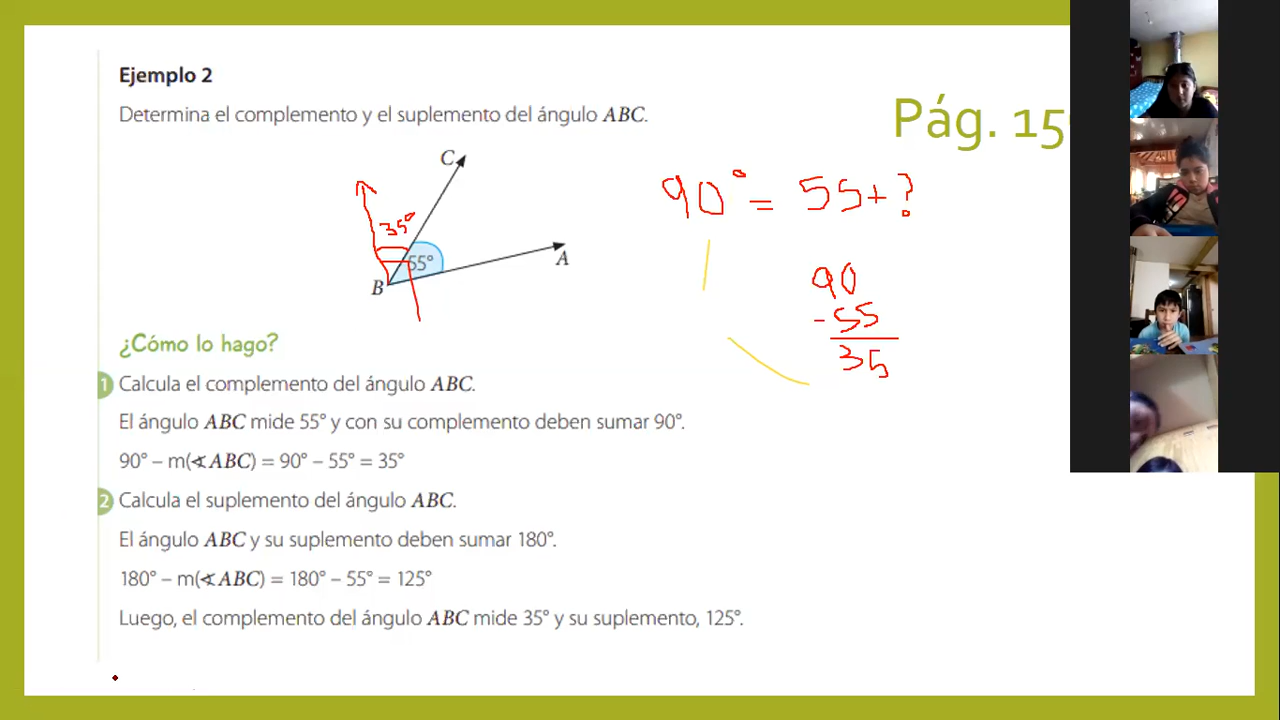 Ejemplo 2
Determina el complemento y el suplemento del ángulo ABC.
Pág. 15
C
35°
55°
A
B
90° = 55 + ?
90
-55
35
¿Cómo lo hago?
1 Calcula el complemento del ángulo ABC.
El ángulo ABC mide 55° y con su complemento deben sumar 90°.
90° – m(∢ABC) = 90° – 55° = 35°
2 Calcula el suplemento del ángulo ABC.
El ángulo ABC y su suplemento deben sumar 180°.
180° – m(∢ABC) = 180° – 55° = 125°
Luego, el complemento del ángulo ABC mide 35° y su suplemento, 125°.